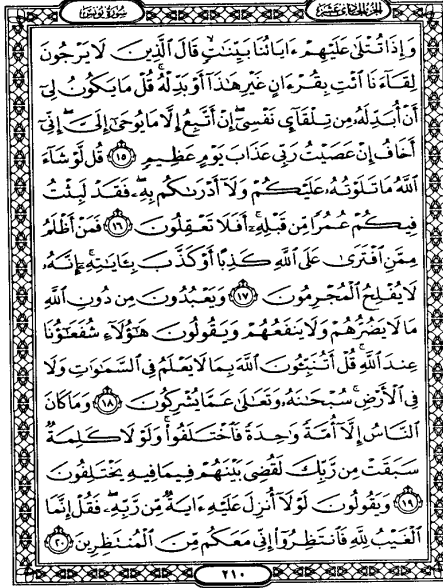 سورة يونس
الجزء الحادي عشر
وَإِذَا تُتْلَىٰ عَلَيْهِمْ ءَايَاتُنَا بَيِّنَـٰتٍ قَالَ ٱلَّذِينَ لَا يَرْجُونَ
لِقَآءَنَا ٱئْتِ بِقُرْءَانٍ غَيْرِ هَـٰذَآ أَوْ بَدِّلْهُ ۚ قُلْ مَا يَكُونُ لِىٓ
أَنْ أُبَدِّلَهُۥ مِن تِلْقَآئِ نَفْسِىٓ ۖ إِنْ أَتَّبِعُ إِلَّا مَا يُوحَىٰٓ إِلَىَّ ۖ إِنِّىٓ
أَخَافُ إِنْ عَصَيْتُ رَبِّى عَذَابَ يَوْمٍ عَظِيمٍ ١٥ قُل لَّوْ شَآءَ
ٱللَّهُ مَا تَلَوْتُهُۥ عَلَيْكُمْ وَلَآ أَدْرَىٰكُم بِهِۦ ۖ فَقَدْ لَبِثْتُ
فِيكُمْ عُمُرًا مِّن قَبْلِهِۦٓ ۚ أَفَلَا تَعْقِلُونَ ١٦ فَمَنْ أَظْلَمُ
مِمَّنِ ٱفْتَرَىٰ عَلَى ٱللَّهِ كَذِبًا أَوْ كَذَّبَ بِـَٔايَـٰتِهِۦٓ ۚ إِنَّهُۥ
لَا يُفْلِحُ ٱلْمُجْرِمُونَ ١٧ وَيَعْبُدُونَ مِن دُونِ ٱللَّهِ
مَا لَا يَضُرُّهُمْ وَلَا يَنفَعُهُمْ وَيَقُولُونَ هَـٰٓؤُلَآءِ شُفَعَـٰٓؤُنَا
عِندَ ٱللَّهِ ۚ قُلْ أَتُنَبِّـُٔونَ ٱللَّهَ بِمَا لَا يَعْلَمُ فِى ٱلسَّمَـٰوَٰتِ وَلَا
فِى ٱلْأَرْضِ ۚ سُبْحَـٰنَهُۥ وَتَعَـٰلَىٰ عَمَّا يُشْرِكُونَ ١٨ وَمَا كَانَ
ٱلنَّاسُ إِلَّآ أُمَّةً وَٰحِدَةً فَٱخْتَلَفُوا۟ ۚ وَلَوْلَا كَلِمَةٌ
سَبَقَتْ مِن رَّبِّكَ لَقُضِىَ بَيْنَهُمْ فِيمَا فِيهِ يَخْتَلِفُونَ
١٩ وَيَقُولُونَ لَوْلَآ أُنزِلَ عَلَيْهِ ءَايَةٌ مِّن رَّبِّهِۦ ۖ فَقُلْ إِنَّمَا
ٱلْغَيْبُ لِلَّهِ فَٱنتَظِرُوٓا۟ إِنِّى مَعَكُم مِّنَ ٱلْمُنتَظِرِينَ ٢٠
٢١٠